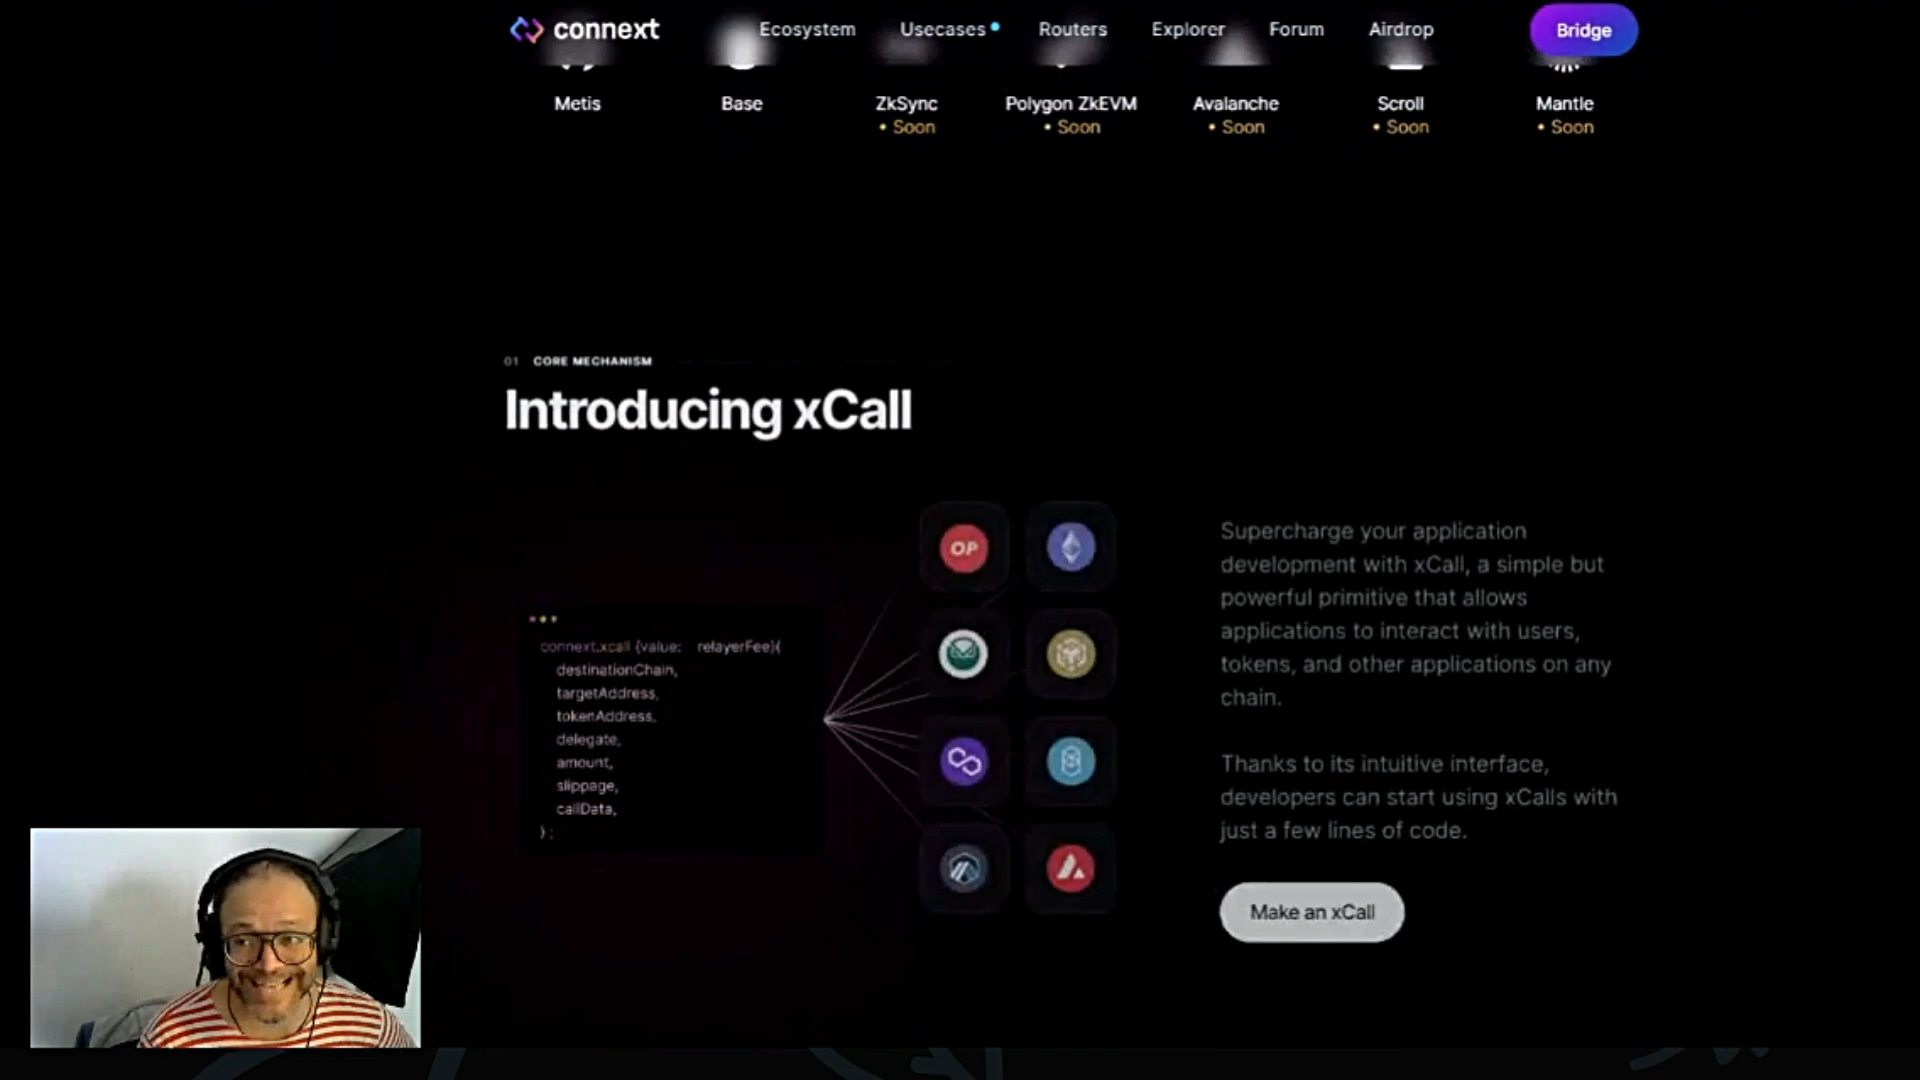 connext Ecosystem Usecases Routers Explorer Forum Airdrop Bridge
Metis Base ZkSync Polygon ZkEVM Avalanche Scroll Mantle
• Soon • Soon • Soon • Soon • Soon
01 CORE MECHANISM
Introducing xCall
OP
connext.xcall {value: relayerFee}(
destinationChain,
targetAddress,
tokenAddress,
delegate,
amount,
slippage,
callData,
) ;
Supercharge your application
development with xCall, a simple but
powerful primitive that allows
applications to interact with users,
tokens, and other applications on any
chain.
Thanks to its intuitive interface,
developers can start using xCalls with
just a few lines of code.
Make an xCall